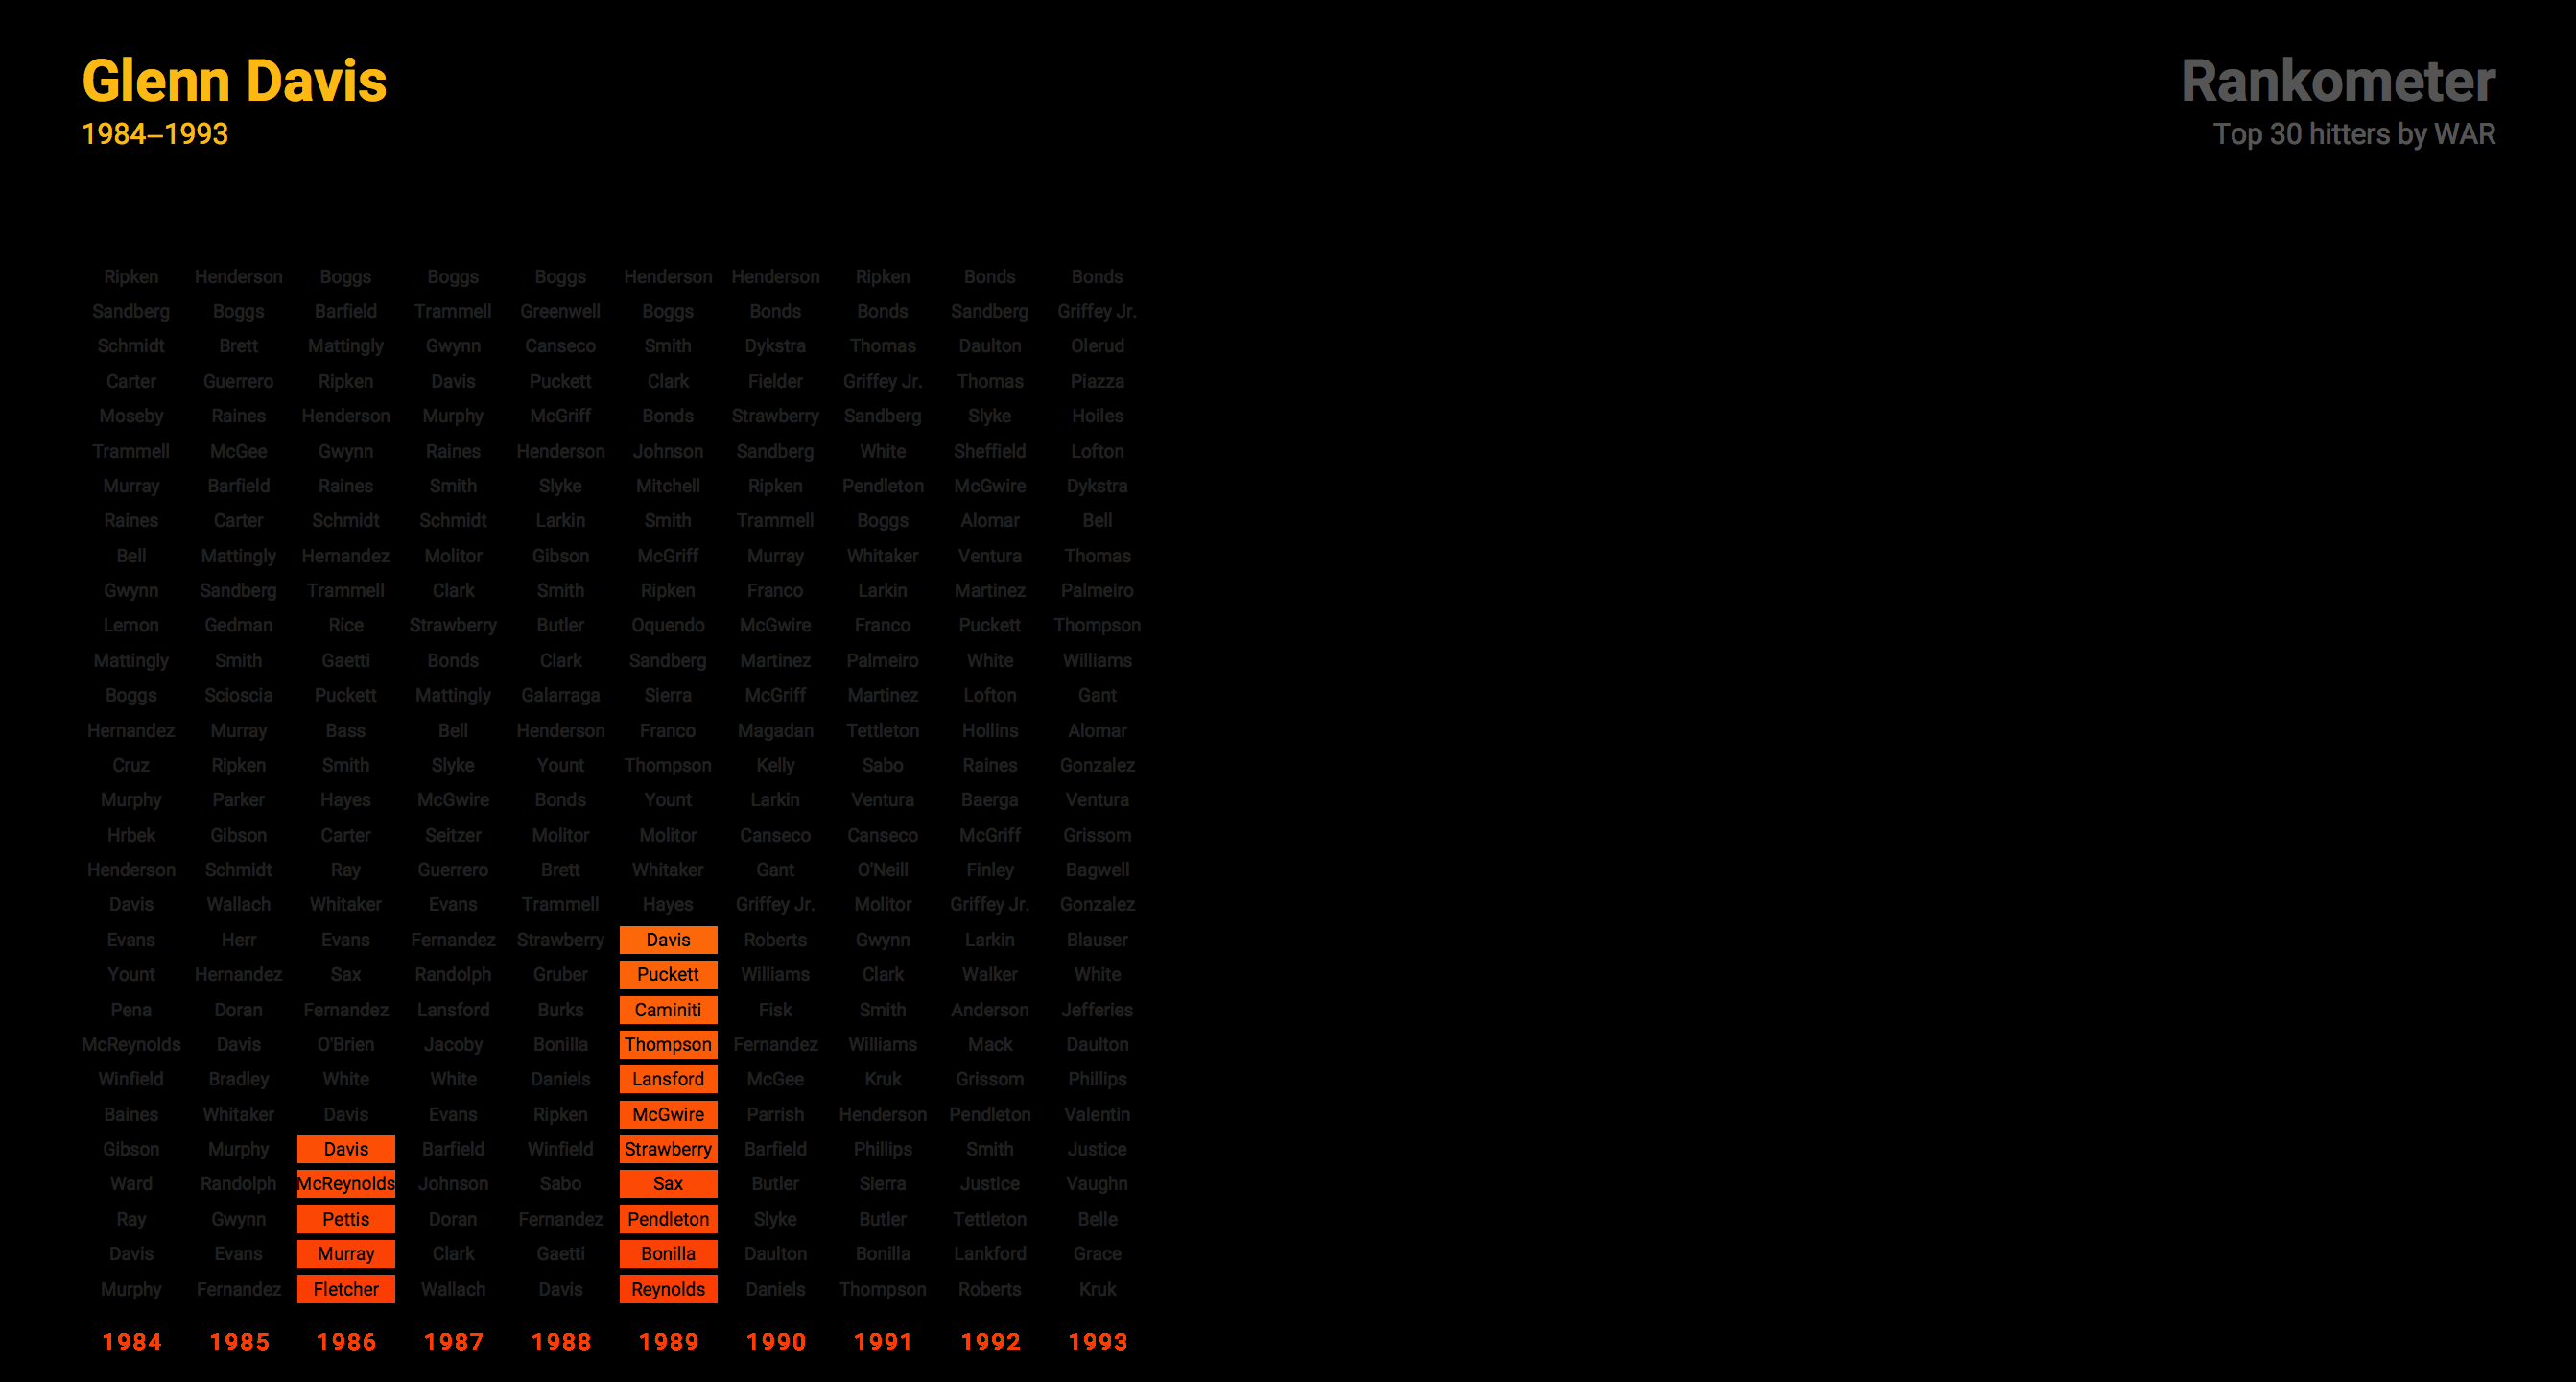 Glenn Davis
1984–1993
Rankometer
Top 30 hitters by WAR
Ripken Henderson Boggs Boggs Boggs Henderson Henderson Ripken Bonds Bonds
Sandberg Boggs Barfield Trammell Greenwell Boggs Bonds Bonds Sandberg Griffey Jr.
Schmidt Brett Mattingly Gwynn Canseco Smith Dykstra Thomas Daulton Olerud
Carter Guerrero Ripken Davis Puckett Clark Fielder Griffey Jr. Thomas Piazza
Moseby Raines Henderson Murphy McGriff Bonds Strawberry Sandberg Slyke Hoiles
Trammell McGee Gwynn Raines Henderson Johnson Sandberg White Sheffield Lofton
Murray Barfield Raines Smith Slyke Mitchell Ripken Pendleton McGwire Dykstra
Raines Carter Schmidt Schmidt Larkin Smith Trammell Boggs Alomar Bell
Bell Mattingly Hernandez Molitor Gibson McGriff Murray Whitaker Ventura Thomas
Gwynn Sandberg Trammell Clark Smith Ripken Franco Larkin Martinez Palmeiro
Lemon Gedman Rice Strawberry Butler Oquendo McGwire Franco Puckett Thompson
Mattingly Smith Gaetti Bonds Clark Sandberg Martinez Palmeiro White Williams
Boggs Scioscia Puckett Mattingly Galarraga Sierra McGriff Martinez Lofton Gant
Hernandez Murray Bass Bell Henderson Franco Magadan Tettleton Hollins Alomar
Cruz Ripken Smith Slyke Yount Thompson Kelly Sabo Raines Gonzalez
Murphy Parker Hayes McGwire Bonds Yount Larkin Ventura Baerga Ventura
Hrbek Gibson Carter Seitzer Molitor Molitor Canseco Canseco McGriff Grissom
Henderson Schmidt Ray Guerrero Brett Whitaker Gant O'Neill Finley Bagwell
Davis Wallach Whitaker Evans Trammell Hayes Griffey Jr. Molitor Griffey Jr. Gonzalez
Evans Herr Evans Fernandez Strawberry Davis Roberts Gwynn Larkin Blauser
Yount Hernandez Sax Randolph Gruber Puckett Williams Clark Walker White
Pena Doran Fernandez Lansford Burks Caminiti Fisk Smith Anderson Jefferies
McReynolds Davis O'Brien Jacoby Bonilla Thompson Fernandez Williams Mack Daulton
Winfield Bradley White White Daniels Lansford McGee Kruk Grissom Phillips
Baines Whitaker Davis Evans Ripken McGwire Parrish Henderson Pendleton Valentin
Gibson Murphy Davis Barfield Winfield Strawberry Barfield Phillips Smith Justice
Ward Randolph McReynolds Johnson Sabo Sax Butler Sierra Justice Vaughn
Ray Gwynn Pettis Doran Fernandez Pendleton Slyke Butler Tettleton Belle
Davis Evans Murray Clark Gaetti Bonilla Daulton Bonilla Lankford Grace
Murphy Fernandez Fletcher Wallach Davis Reynolds Daniels Thompson Roberts Kruk
1984 1985 1986 1987 1988 1989 1990 1991 1992 1993